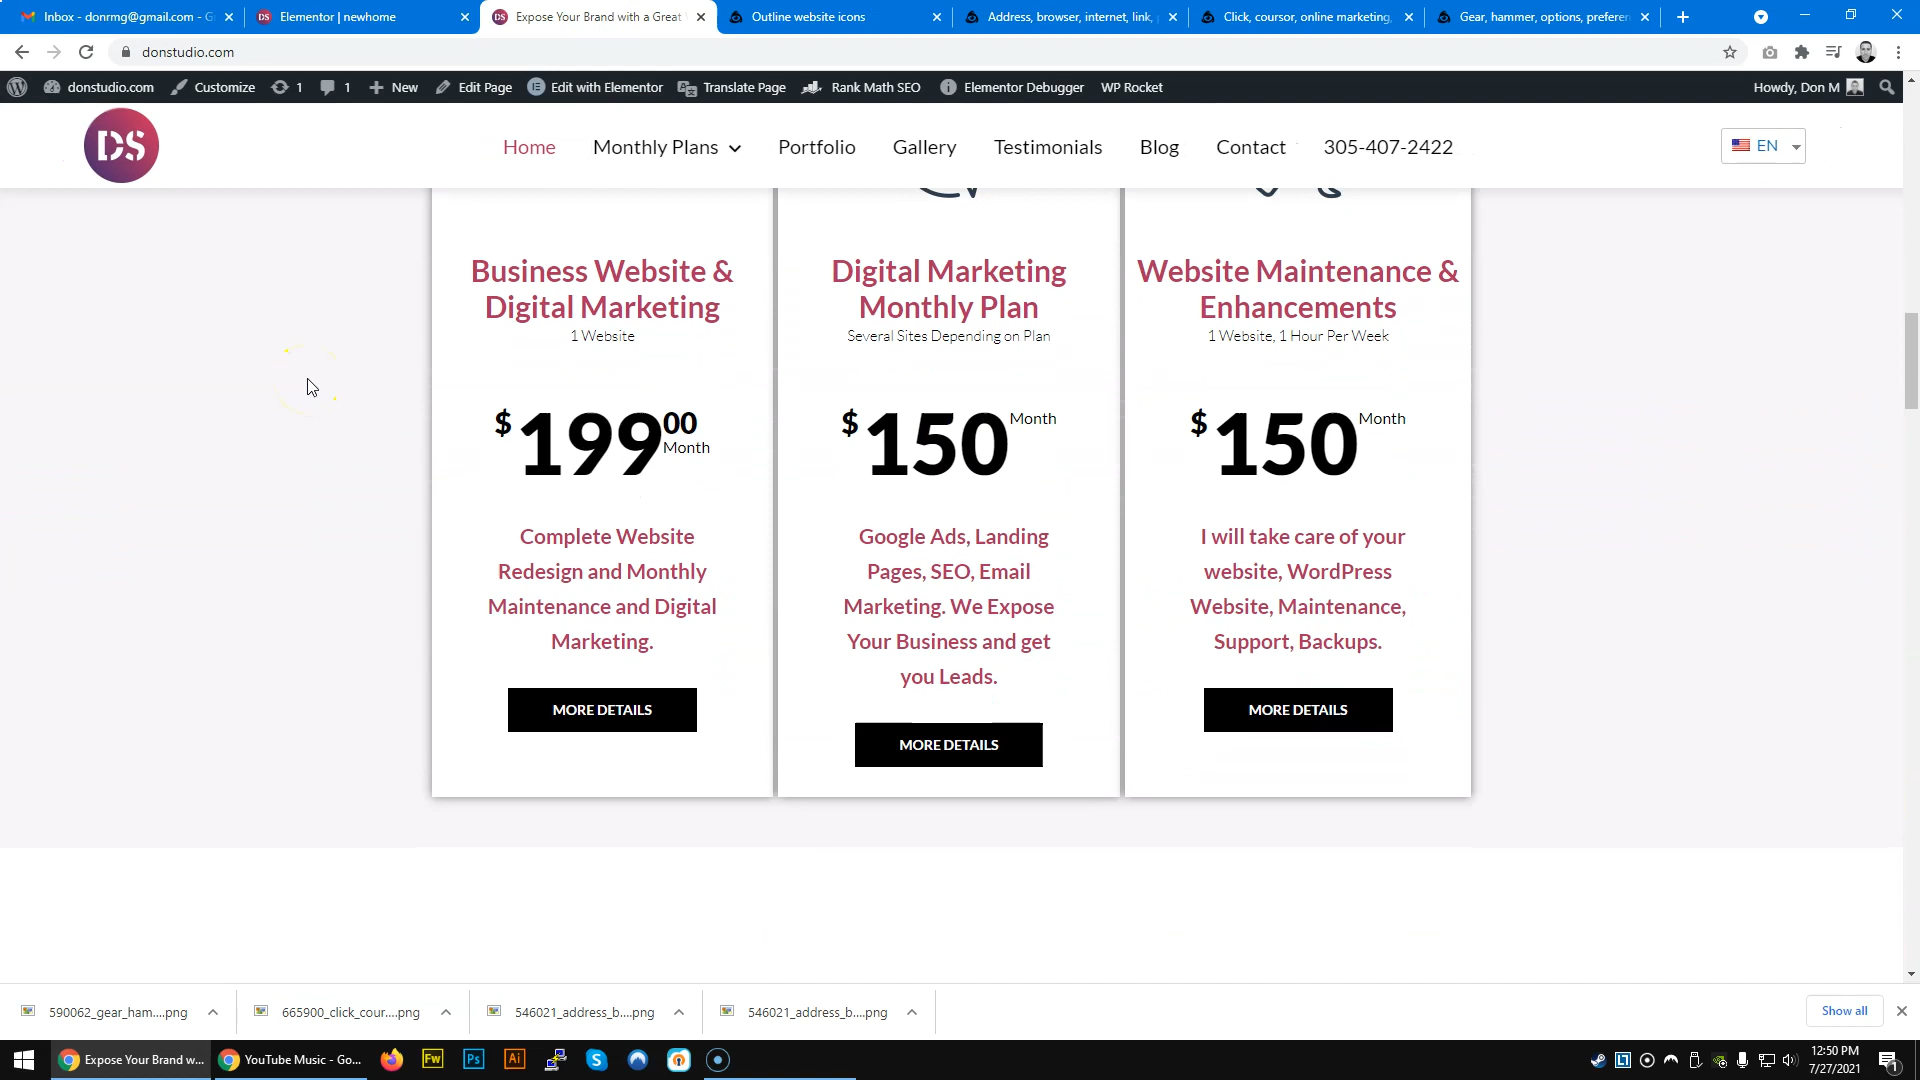 Inbox - donrmg@gmail.com - G
Elementor | newhome
Expose Your Brand with a Great
Outline website icons
Address, browser, internet, link,
Click, coursor, online marketing,
Gear, hammer, options, preferen
donstudio.com
donstudio.com
Customize
1
1
New
Edit Page
Edit with Elementor
Translate Page
Rank Math SEO
Elementor Debugger
WP Rocket
Howdy, Don M
DS
Home
Monthly Plans
Portfolio
Gallery
Testimonials
Blog
Contact
305-407-2422
EN
Business Website &
Digital Marketing
1 Website
$199 00
Month
Complete Website
Redesign and Monthly
Maintenance and Digital
Marketing.
MORE DETAILS
Digital Marketing
Monthly Plan
Several Sites Depending on Plan
$150 Month
Google Ads, Landing
Pages, SEO, Email
Marketing. We Expose
Your Business and get
you Leads.
MORE DETAILS
Website Maintenance &
Enhancements
1 Website, 1 Hour Per Week
$150 Month
I will take care of your
website, WordPress
Website, Maintenance,
Support, Backups.
MORE DETAILS
590062_gear_ham....png
665900_click_cour....png
546021_address_b....png
546021_address_b....png
Show all
Expose Your Brand w...
YouTube Music - Go...
Fw
Ps
Ai
12:50 PM
7/27/2021
1